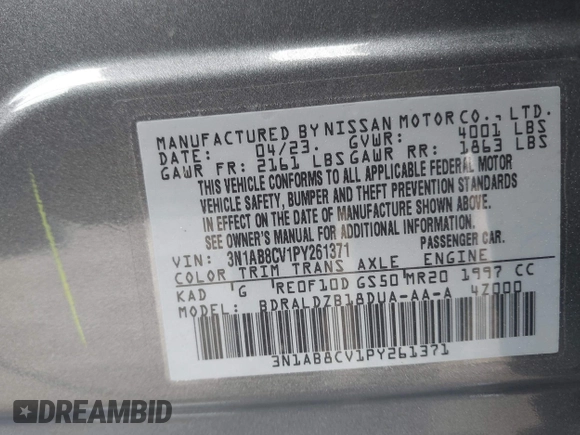 MANUFACTURED BY NISSAN MOTOR CO., LTD.
DATE: 04/23. GVWR: 4001 LBS
GAWR FR: 2161 LBS GAWR RR: 1863 LBS
THIS VEHICLE CONFORMS TO ALL APPLICABLE FEDERAL MOTOR
VEHICLE SAFETY, BUMPER AND THEFT PREVENTION STANDARDS
IN EFFECT ON THE DATE OF MANUFACTURE SHOWN ABOVE.
SEE OWNER'S MANUAL FOR ADDITIONAL INFORMATION.
VIN: 3N1AB8CV1PY261371 PASSENGER CAR.
COLOR TRIM TRANS AXLE ENGINE
KAD G RE0F10D GS50 MR20 1997 CC
MODEL: BDRALDZB18DUA-AA-A 4Z000
3N1AB8CV1PY261371
DREAMBID